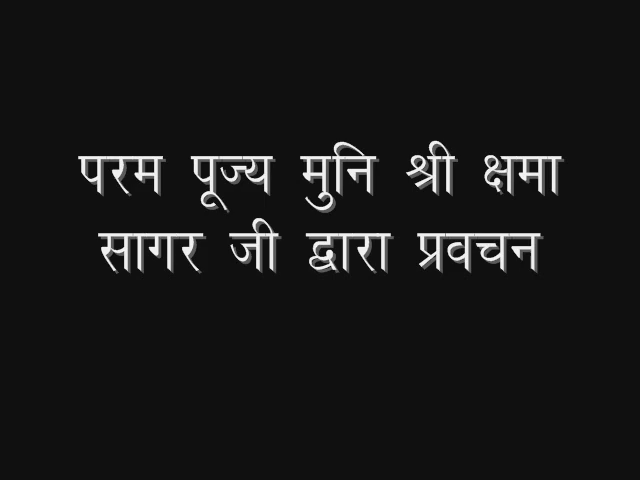 परम पूज्य मुनि श्री क्षमा
सागर जी द्वारा प्रवचन